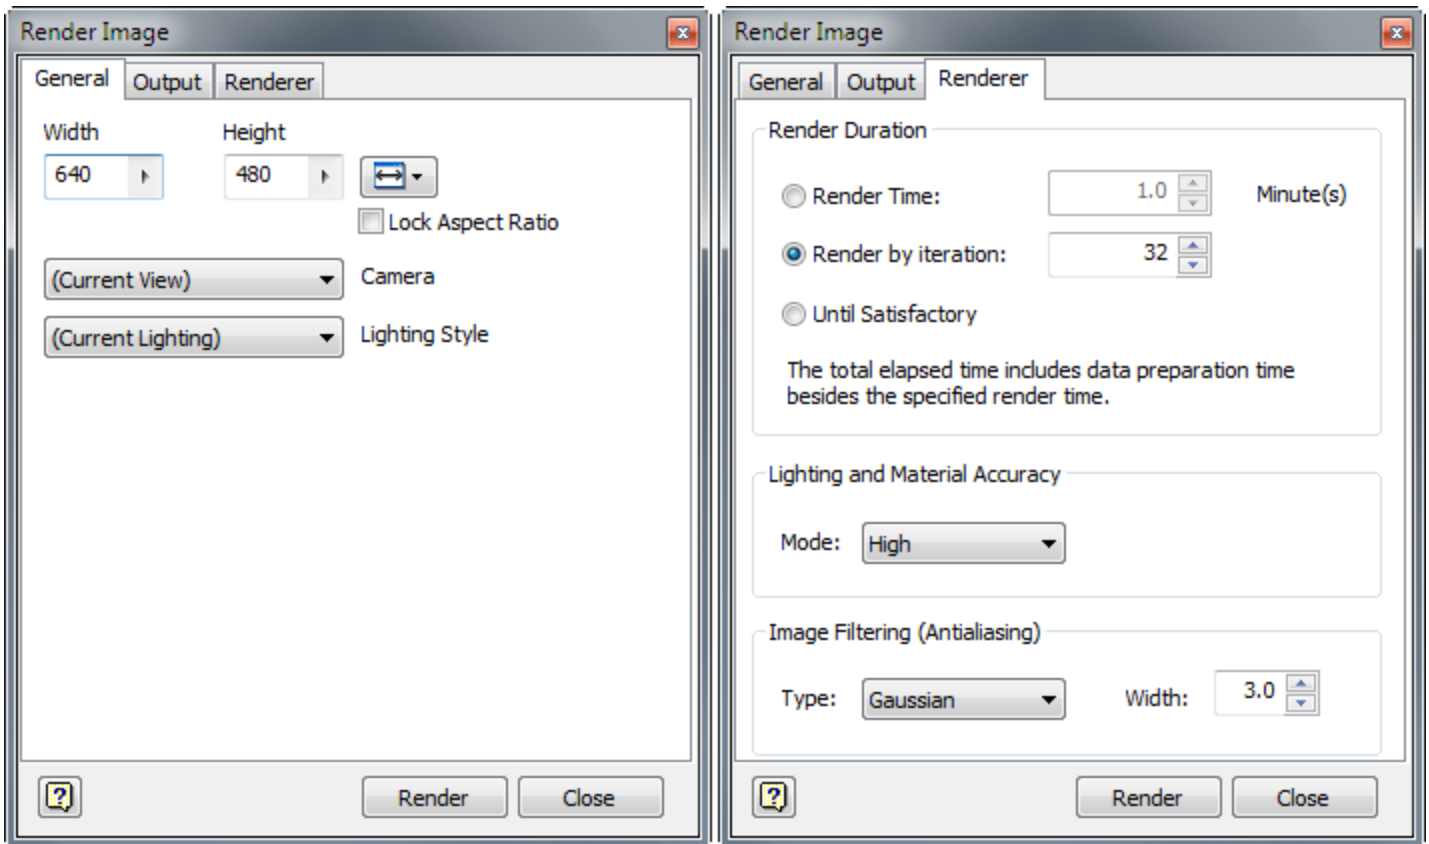 Render Image
General Output Renderer
Width Height
640 480
Lock Aspect Ratio
(Current View) Camera
(Current Lighting) Lighting Style
? Render Close
Render Image
General Output Renderer
Render Duration
Render Time: 1.0 Minute(s)
Render by iteration: 32
Until Satisfactory
The total elapsed time includes data preparation time
besides the specified render time.
Lighting and Material Accuracy
Mode: High
Image Filtering (Antialiasing)
Type: Gaussian Width: 3.0
? Render Close